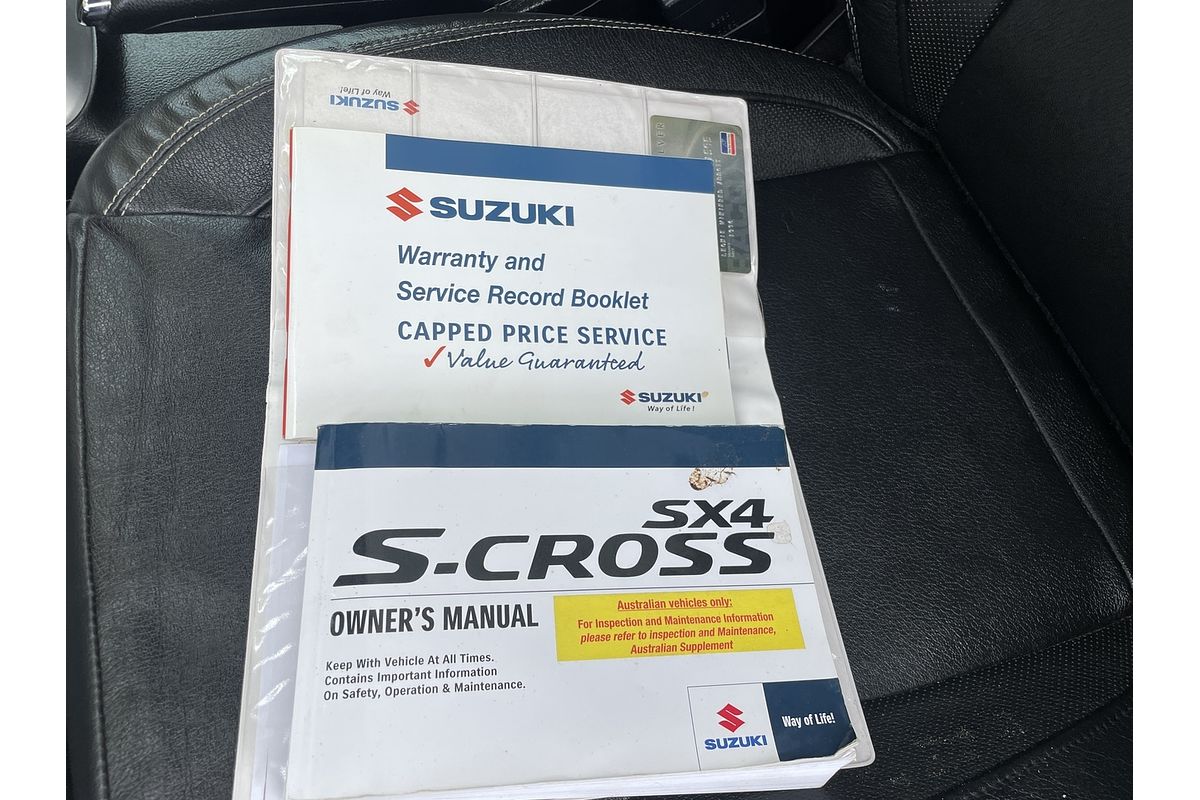 SUZUKI
Way of Life!
SUZUKI
Warranty and
Service Record Booklet
CAPPED PRICE SERVICE
✓Value Guaranteed
SUZUKI
Way of Life!
SX4
S-CROSS
OWNER'S MANUAL
Australian vehicles only:
For Inspection and Maintenance Information
please refer to inspection and Maintenance,
Australian Supplement
Keep With Vehicle At All Times.
Contains Important Information
On Safety, Operation & Maintenance.
SUZUKI
Way of Life!